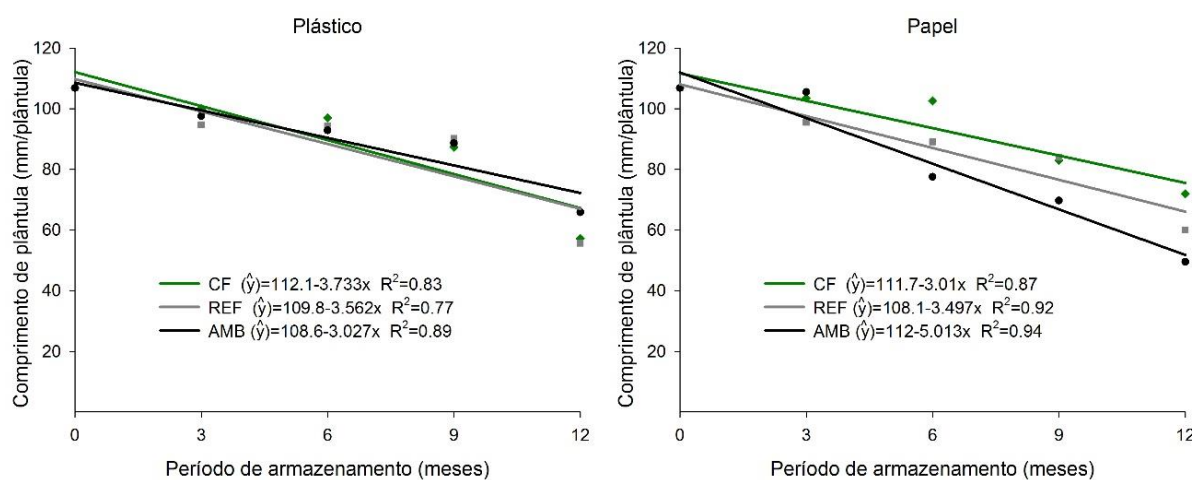 Plástico
Comprimento de plântula (mm/plântula)
120
100
80
60
40
20
CF (ŷ)=112.1-3.733x R²=0.83
REF (ŷ)=109.8-3.562x R²=0.77
AMB (ŷ)=108.6-3.027x R²=0.89
0 3 6 9 12
Período de armazenamento (meses)
Papel
Comprimento de plântula (mm/plântula)
120
100
80
60
40
20
CF (ŷ)=111.7-3.01x R²=0.87
REF (ŷ)=108.1-3.497x R²=0.92
AMB (ŷ)=112-5.013x R²=0.94
0 3 6 9 12
Período de armazenamento (meses)